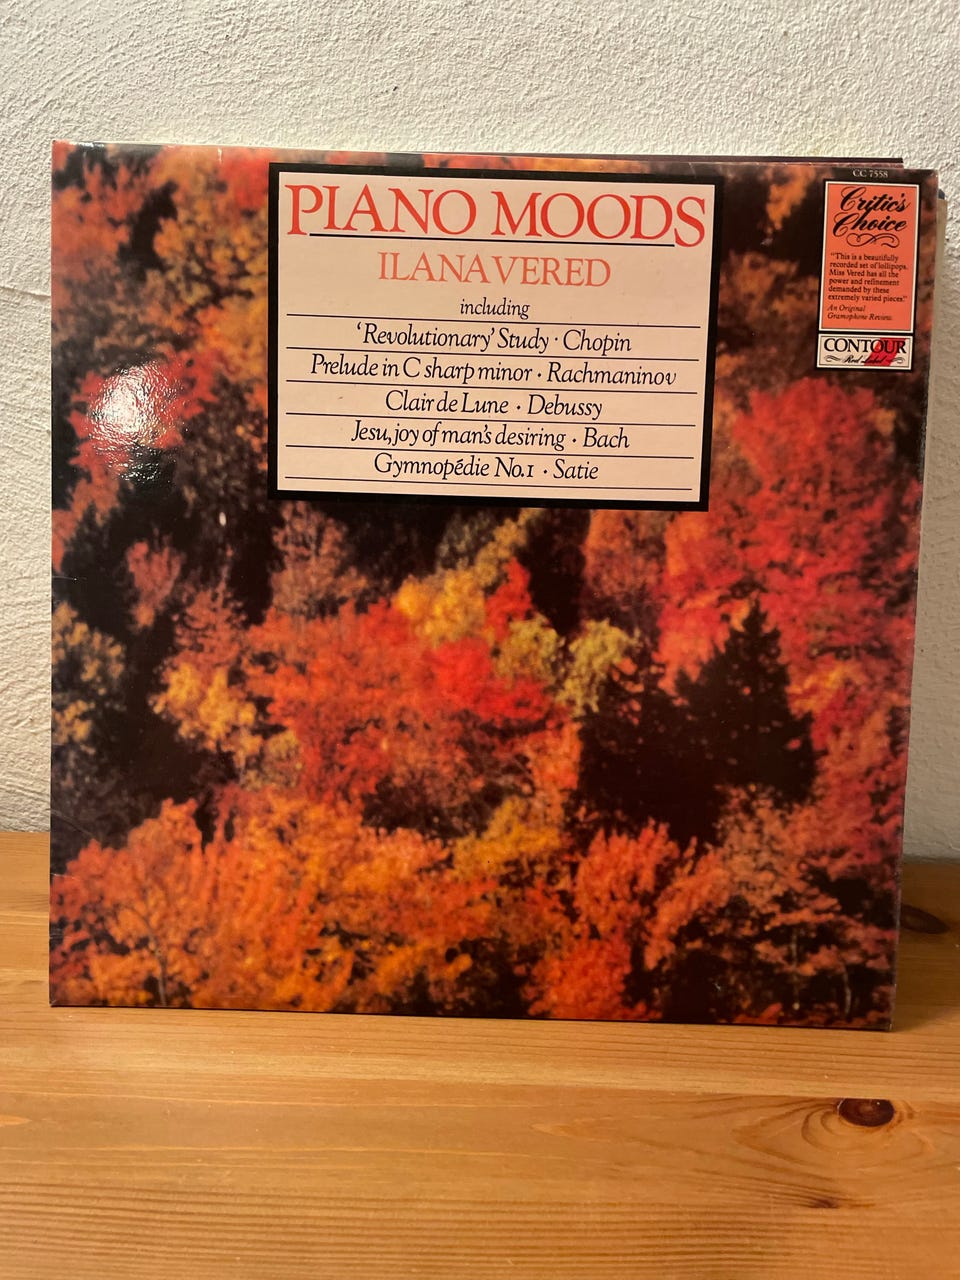 PIANO MOODS
ILANA VERED
including
‘Revolutionary’ Study · Chopin
Prelude in C sharp minor · Rachmaninov
Clair de Lune · Debussy
Jesu, joy of man's desiring · Bach
Gymnopédie No.1 · Satie
CC 7558
Critic's
Choice
"This is a beautifully
recorded set of lollipops.
Miss Vered has all the
power and refinement
demanded by these
extremely varied pieces."
An Original
Gramophone Review.
CONTOUR
Red Label